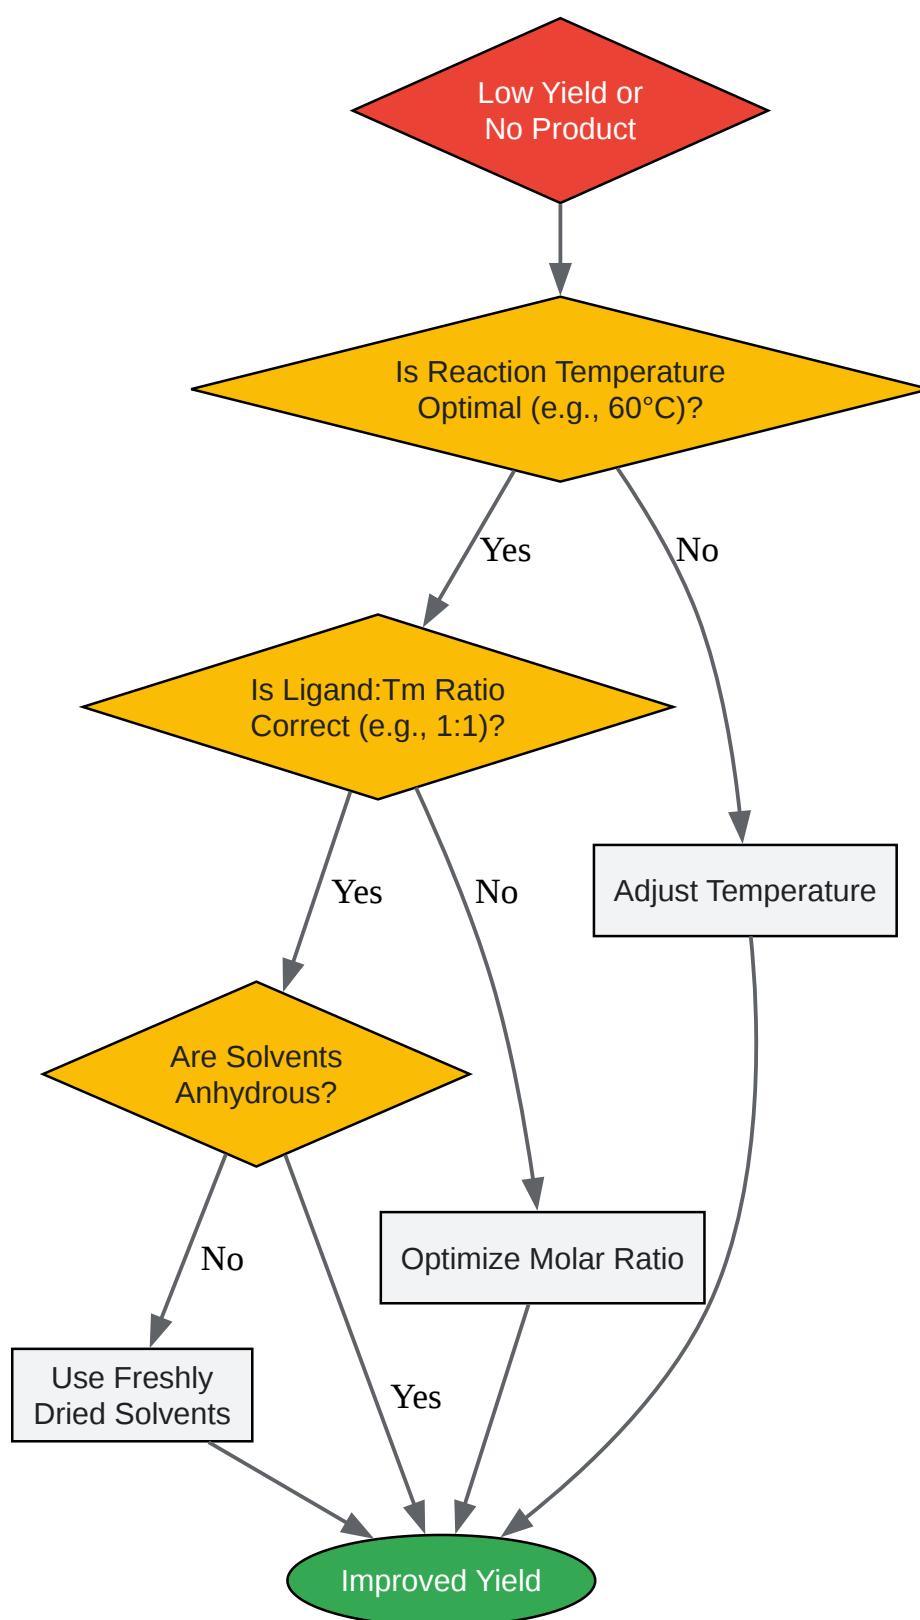 Low Yield or
No Product
Is Reaction Temperature
Optimal (e.g., 60°C)?
Yes
No
Is Ligand:Tm Ratio
Correct (e.g., 1:1)?
Yes
No
Adjust Temperature
Are Solvents
Anhydrous?
No
Yes
Optimize Molar Ratio
Use Freshly
Dried Solvents
Improved Yield